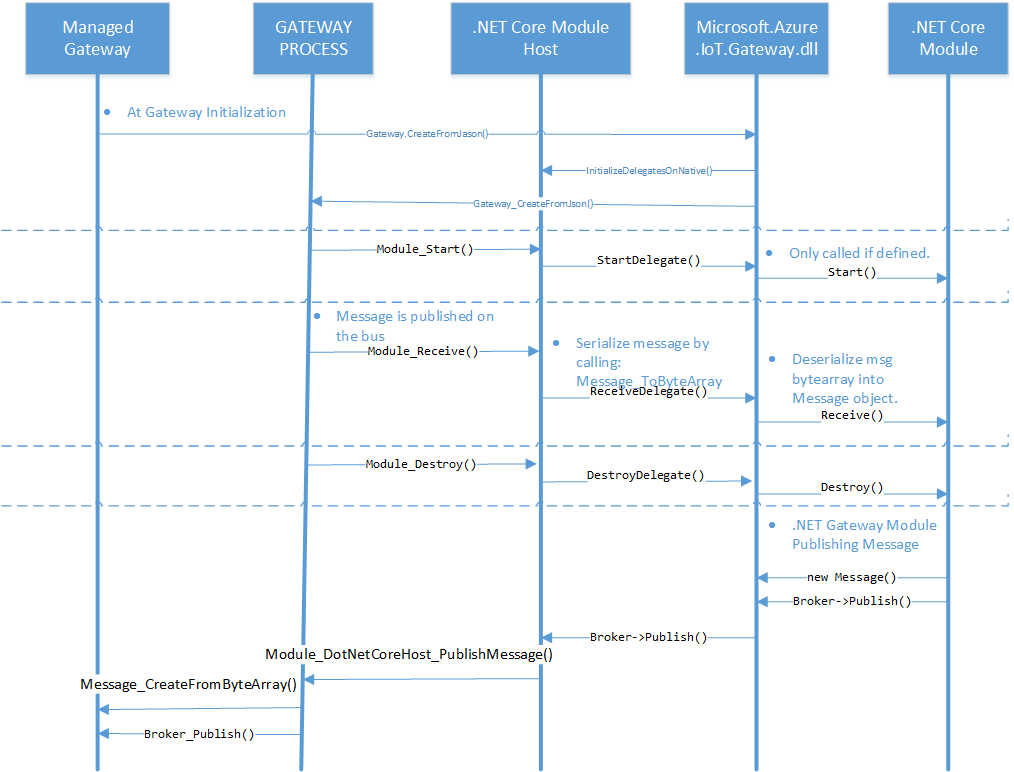 Managed
Gateway
GATEWAY
PROCESS
.NET Core Module
Host
Microsoft.Azure
.IoT.Gateway.dll
.NET Core
Module
• At Gateway Initialization
Gateway.CreateFromJason()
InitializeDelegatesOnNative()
Gateway_CreateFromJson()
Module_Start()
StartDelegate()
• Only called if defined.
Start()
• Message is published on
the bus
Module_Receive()
• Serialize message by
calling:
Message_ToByteArray
ReceiveDelegate()
• Deserialize msg
bytearray into
Message object.
Receive()
Module_Destroy()
DestroyDelegate()
Destroy()
• .NET Gateway Module
Publishing Message
new Message()
Broker->Publish()
Broker->Publish()
Module_DotNetCoreHost_PublishMessage()
Message_CreateFromByteArray()
Broker_Publish()